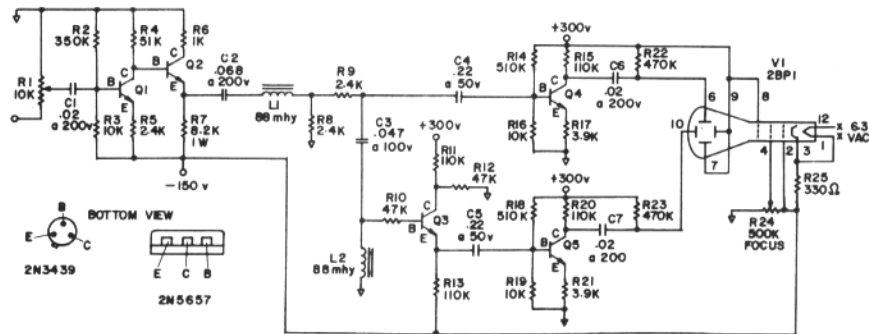 R1
10K
R2
350K
R4
51K
R6
1K
B
C
E
Q1
B
C
E
Q2
C1
.02
a 200v
R3
10K
R5
2.4K
R7
8.2K
1W
-150 v
C2
.068
a 200v
L1
88 mhy
R9
2.4K
R8
2.4K
C3
.047
a 100v
L2
88 mhy
R10
47K
+300v
R11
110K
R12
47K
B
C
E
Q3
R13
110K
C4
.22
a 50v
C5
.22
a 50v
+300v
R14
510K
R15
110K
B
C
E
Q4
R16
10K
R17
3.9K
C6
.02
a 200v
R22
470K
+300v
R18
510K
R20
110K
B
C
E
Q5
R19
10K
R21
3.9K
C7
.02
a 200
R23
470K
V1
2BP1
6
9
8
10
7
4
2
3
1
12
x 6.3
x VAC
R25
330Ω
R24
500K
FOCUS
BOTTOM VIEW
B
E
C
2N3439
E
C
B
2N5657